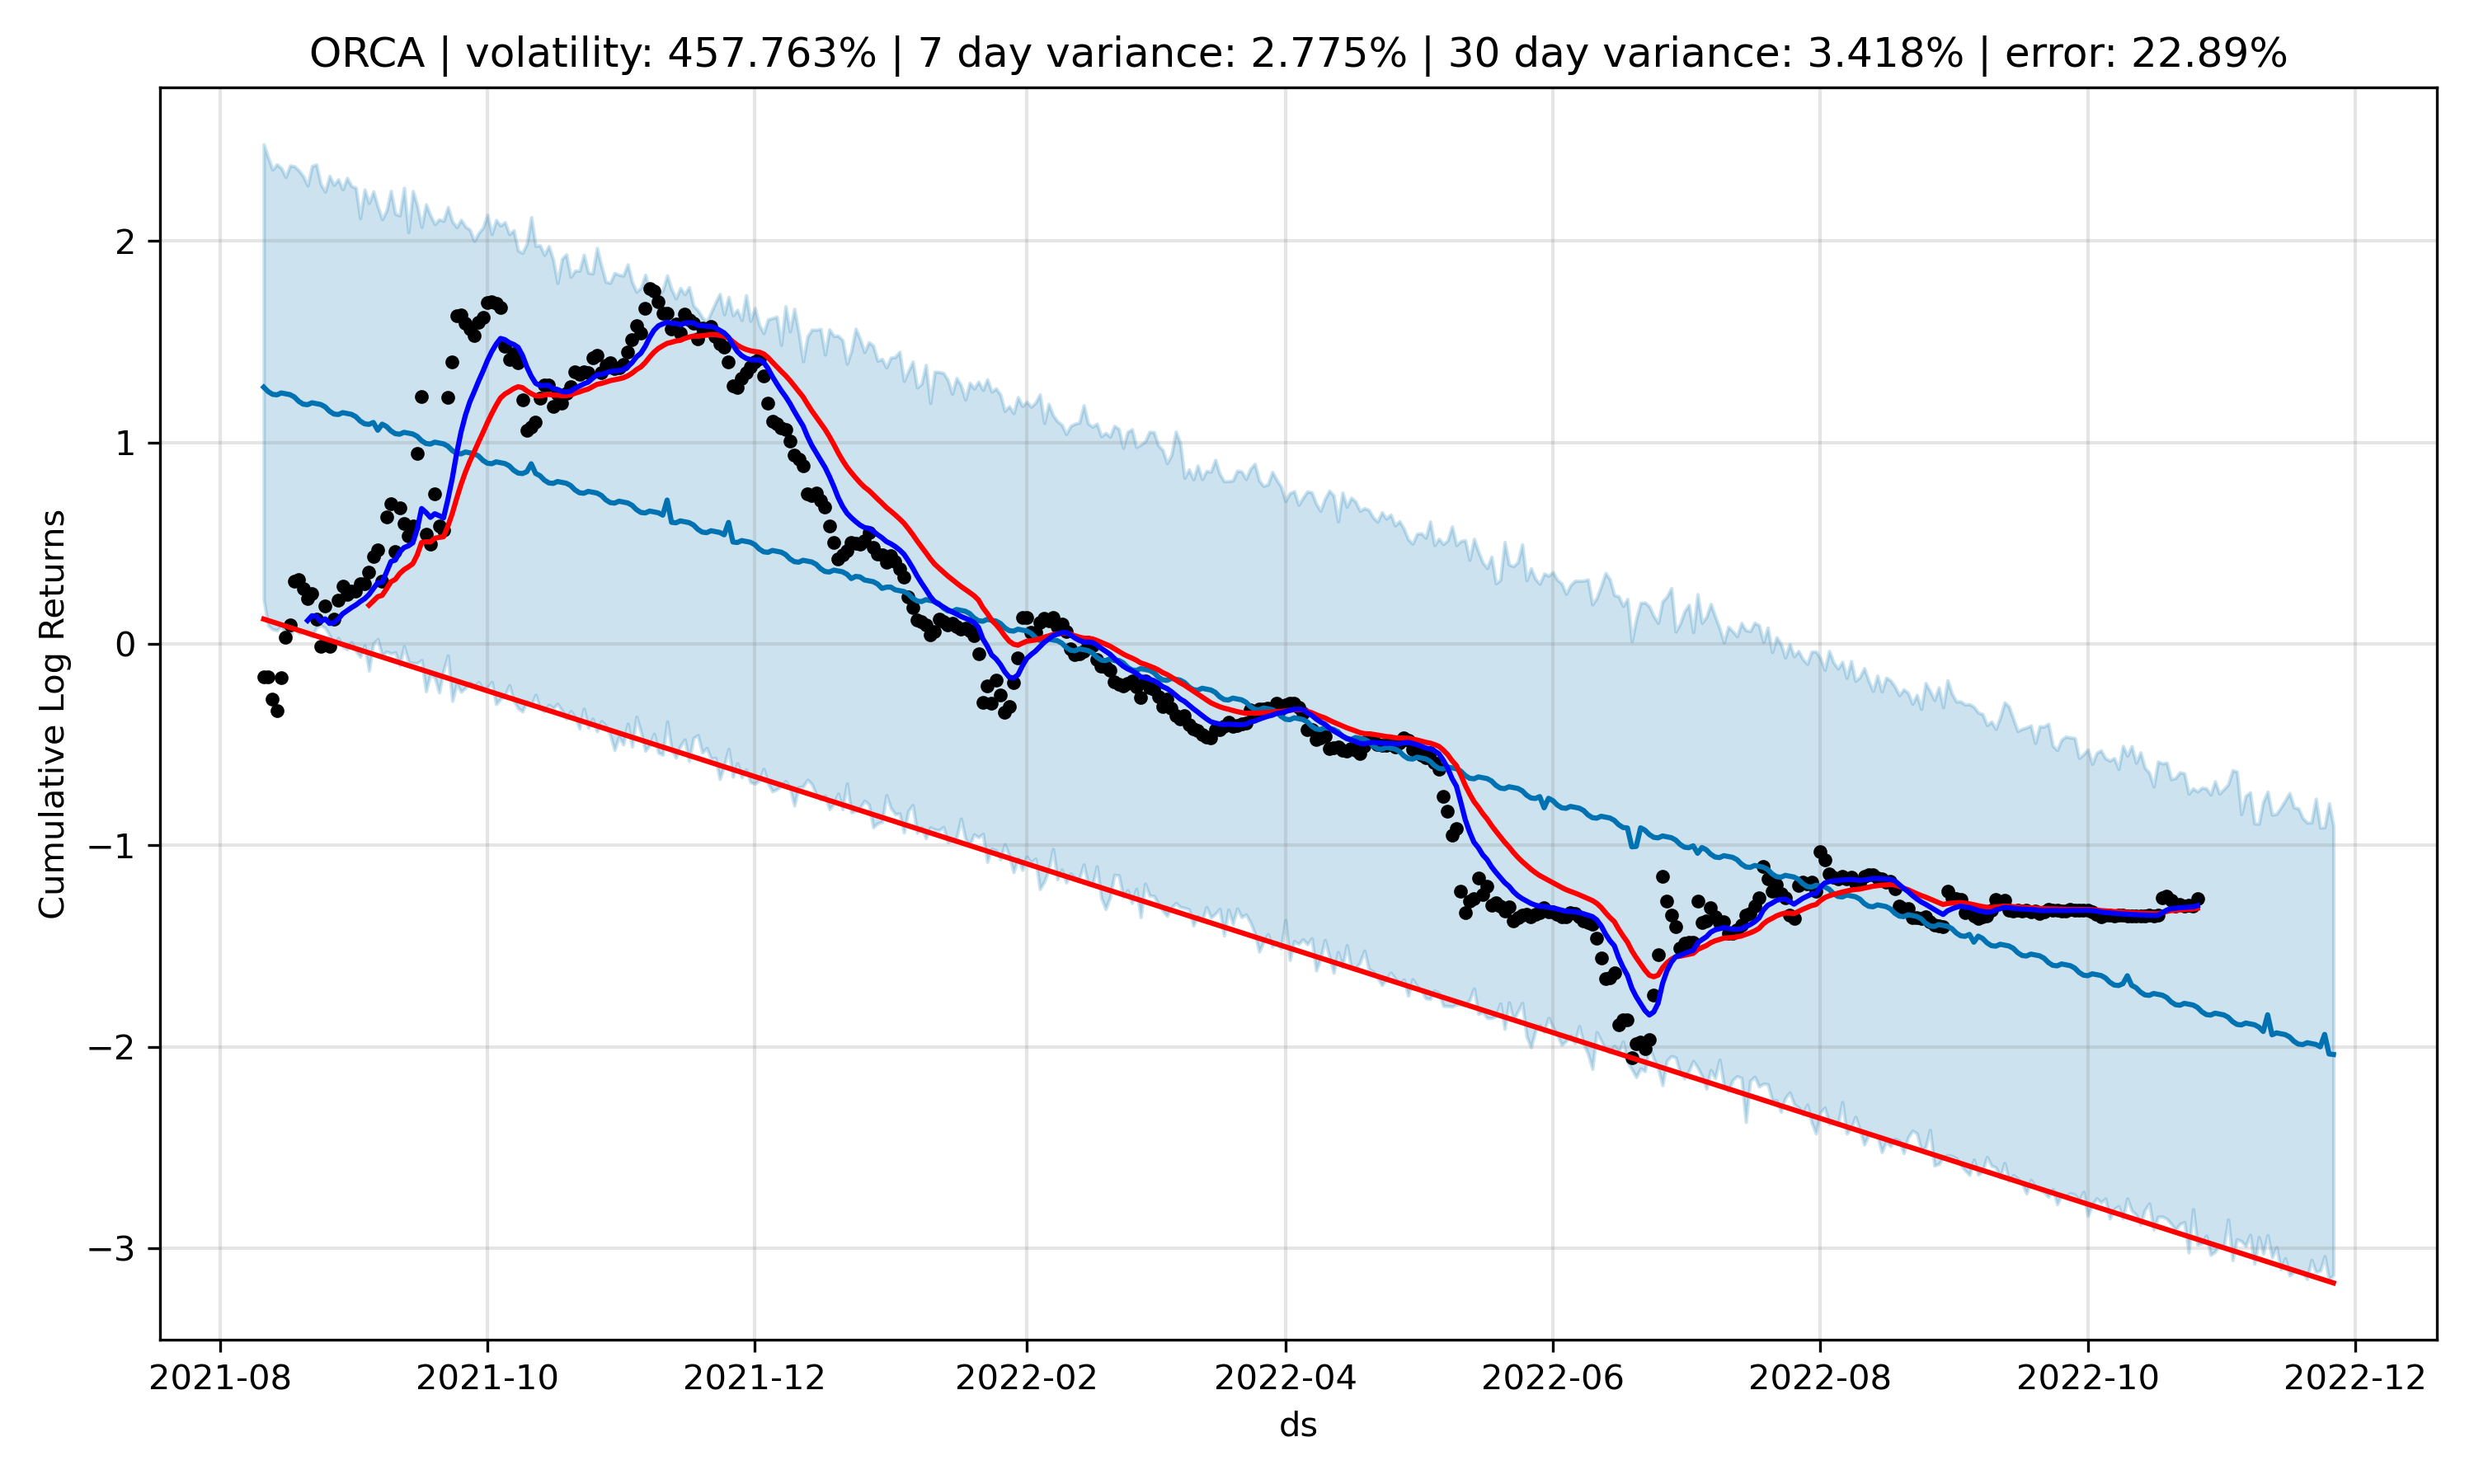 ORCA | volatility: 457.763% | 7 day variance: 2.775% | 30 day variance: 3.418% | error: 22.89%
Cumulative Log Returns
2
1
0
−1
−2
−3
2021-08 2021-10 2021-12 2022-02 2022-04 2022-06 2022-08 2022-10 2022-12
ds